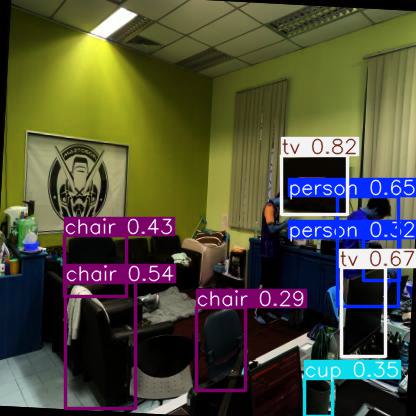 tv 0.82
person 0.65
chair 0.43
person 0.32
tv 0.67
chair 0.54
chair 0.29
cup 0.35